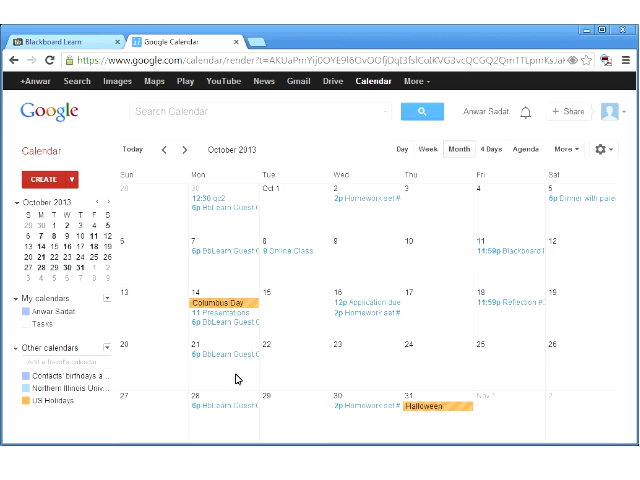 Blackboard Learn
Google Calendar
+Anwar Search Images Maps Play YouTube News Gmail Drive Calendar More
Google
Search Calendar
Anwar Sadat
+ Share
Calendar
Today
October 2013
Day Week Month 4 Days Agenda More
CREATE
October 2013
S M T W T F S
29 30 1 2 3 4 5
6 7 8 9 10 11 12
13 14 15 16 17 18 19
20 21 22 23 24 25 26
27 28 29 30 31 1 2
3 4 5 6 7 8 9
My calendars
Anwar Sadat
Tasks
Other calendars
Add a friend's calendar
Contacts' birthdays a...
Northern Illinois Univ...
US Holidays
Sun Mon Tue Wed Thu Fri Sat
29 30 Oct 1 2 3 4 5
12:30 qc2
2p Homework set #
6p Dinner with pare
6p BbLearn Guest C
6 7 8 9 10 11 12
6p BbLearn Guest C
9 Online Class
11:59p Blackboard l
13 14 15 16 17 18 19
Columbus Day
12p Application due
11:59p Reflection #
11 Presentations
2p Homework set #
6p BbLearn Guest C
20 21 22 23 24 25 26
6p BbLearn Guest C
27 28 29 30 31 Nov 1 2
6p BbLearn Guest C
2p Homework set #
Halloween